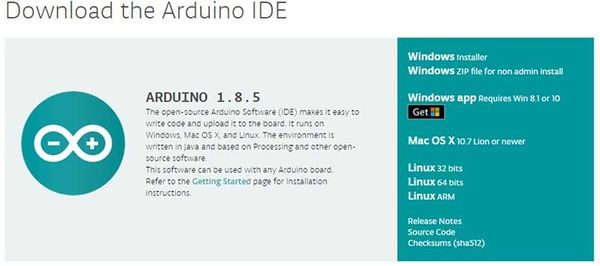 Download the Arduino IDE
ARDUINO 1.8.5
The open-source Arduino Software (IDE) makes it easy to
write code and upload it to the board. It runs on
Windows, Mac OS X, and Linux. The environment is
written in Java and based on Processing and other open-
source software.
This software can be used with any Arduino board.
Refer to the Getting Started page for Installation
instructions.
Windows Installer
Windows ZIP file for non admin install
Windows app Requires Win 8.1 or 10
Get
Mac OS X 10.7 Lion or newer
Linux 32 bits
Linux 64 bits
Linux ARM
Release Notes
Source Code
Checksums (sha512)